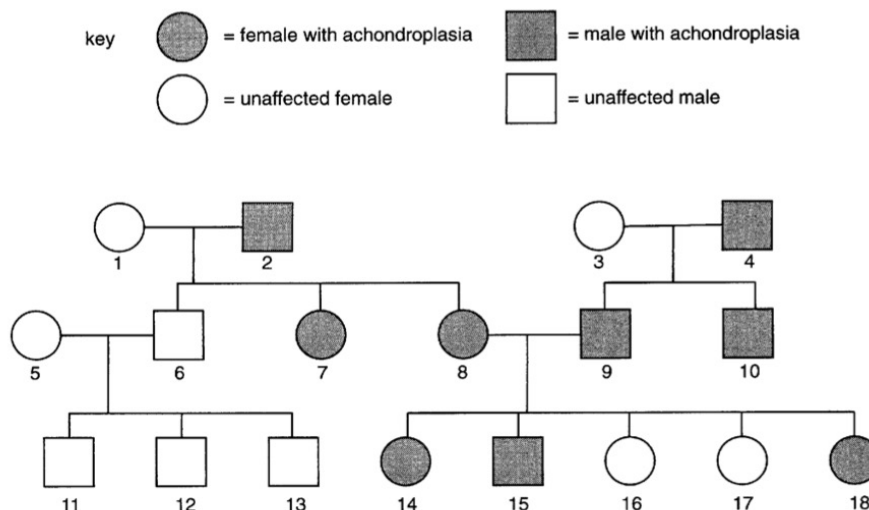 key = female with achondroplasia = male with achondroplasia
= unaffected female = unaffected male
1 2 3 4
5 6 7 8 9 10
11 12 13 14 15 16 17 18